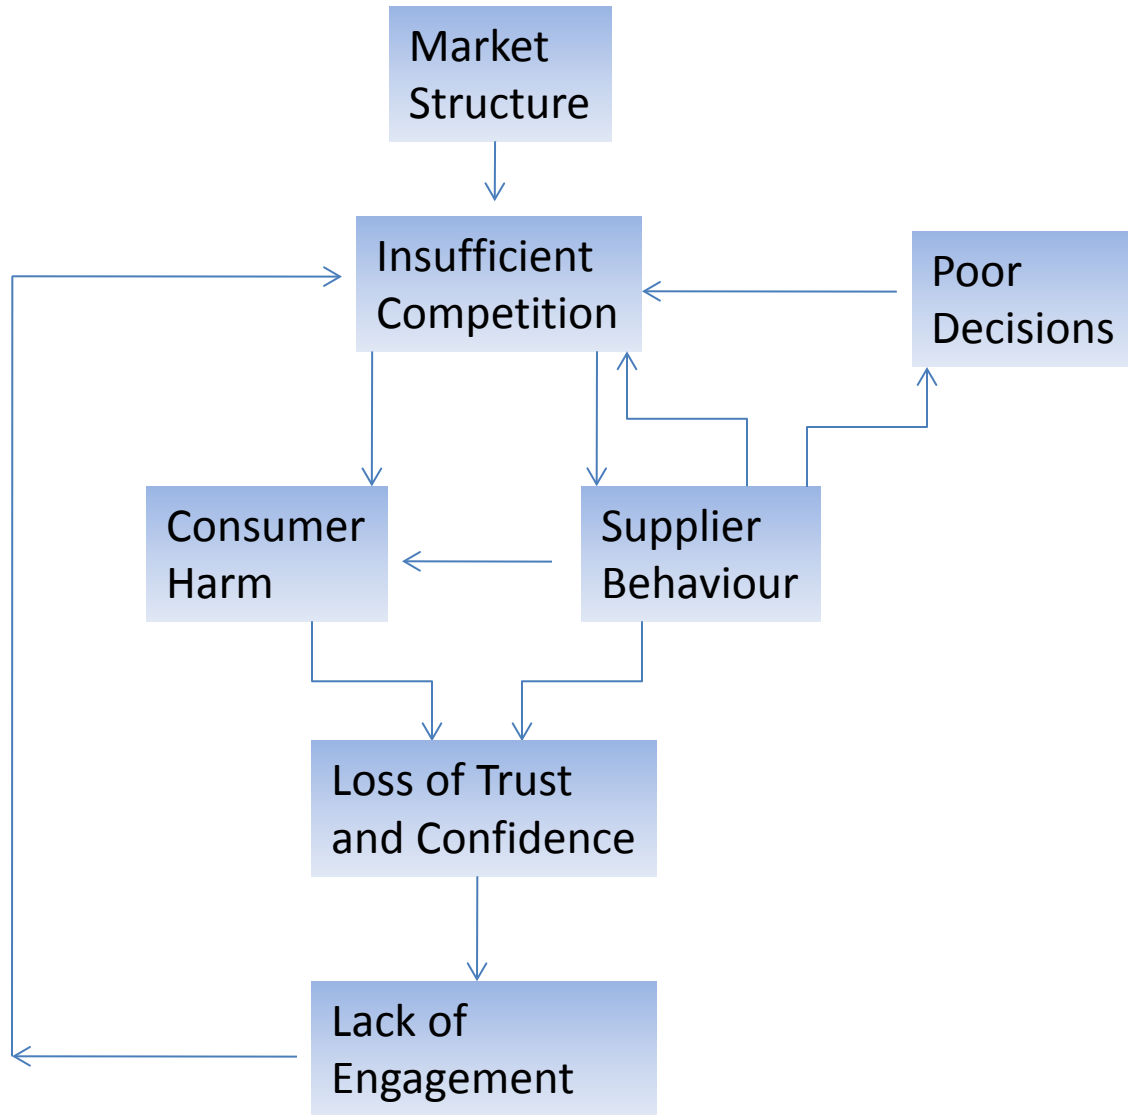 Market
Structure
Insufficient
Competition
Poor
Decisions
Consumer
Harm
Supplier
Behaviour
Loss of Trust
and Confidence
Lack of
Engagement